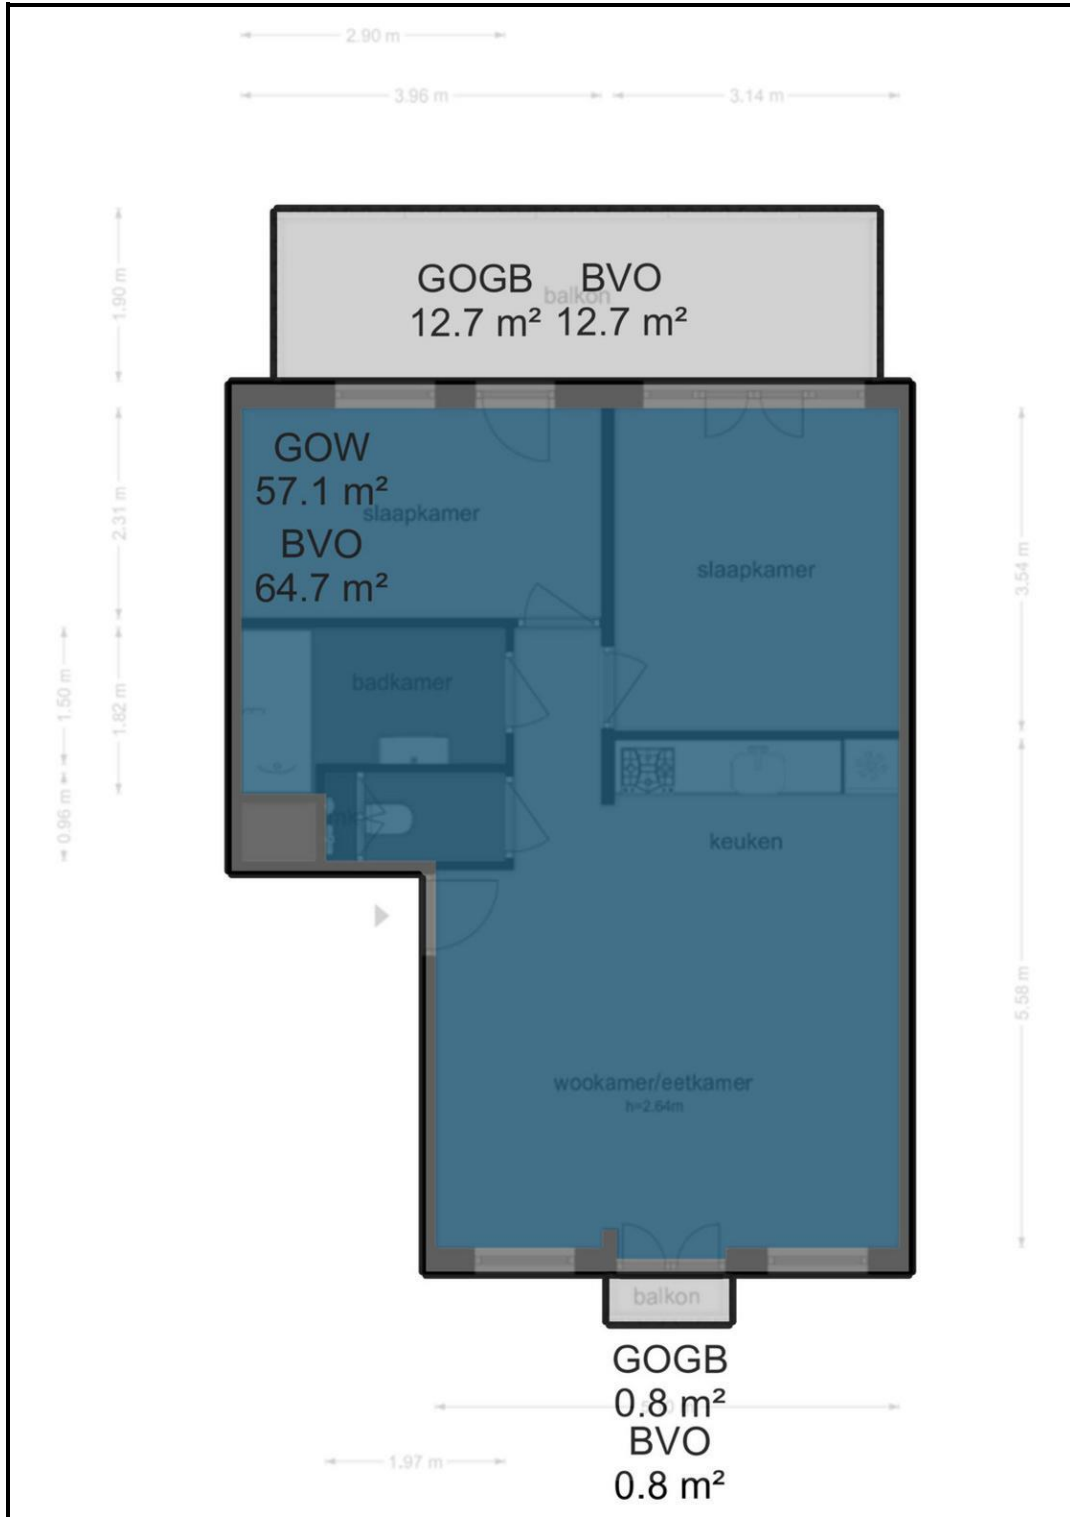 2.90 m
3.96 m
3.14 m
1.90 m
GOGB BVO
balkon
12.7 m² 12.7 m²
GOW
57.1 m²
slaapkamer
BVO
64.7 m²
slaapkamer
2.31 m
3.54 m
1.50 m
1.82 m
badkamer
0.96 m
mk
keuken
5.58 m
wookamer/eetkamer
h=2.64m
balkon
GOGB
0.8 m²
BVO
1.97 m
0.8 m²